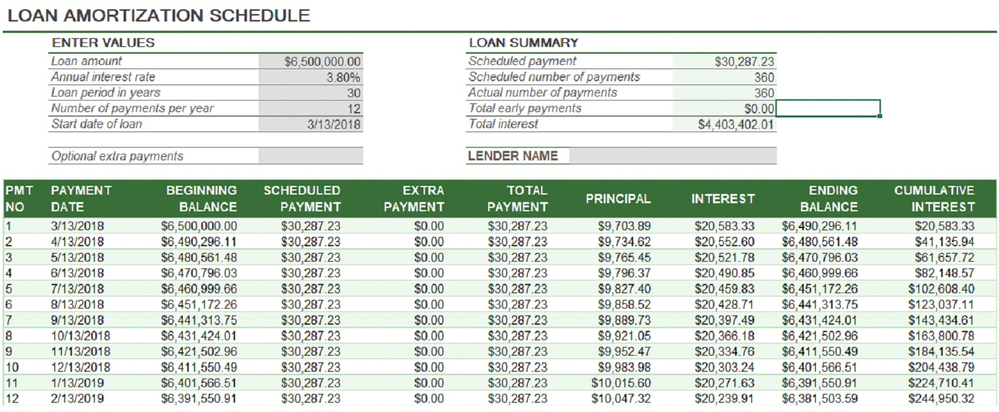 LOAN AMORTIZATION SCHEDULE
ENTER VALUES LOAN SUMMARY
Loan amount $6,500,000.00 Scheduled payment $30,287.23
Annual interest rate 3.80% Scheduled number of payments 360
Loan period in years 30 Actual number of payments 360
Number of payments per year 12 Total early payments $0.00
Start date of loan 3/13/2018 Total interest $4,403,402.01
Optional extra payments LENDER NAME
PMT PAYMENT BEGINNING SCHEDULED EXTRA TOTAL PRINCIPAL INTEREST ENDING CUMULATIVE
NO DATE BALANCE PAYMENT PAYMENT PAYMENT BALANCE INTEREST
1 3/13/2018 $6,500,000.00 $30,287.23 $0.00 $30,287.23 $9,703.89 $20,583.33 $6,490,296.11 $20,583.33
2 4/13/2018 $6,490,296.11 $30,287.23 $0.00 $30,287.23 $9,734.62 $20,552.60 $6,480,561.48 $41,135.94
3 5/13/2018 $6,480,561.48 $30,287.23 $0.00 $30,287.23 $9,765.45 $20,521.78 $6,470,796.03 $61,657.72
4 6/13/2018 $6,470,796.03 $30,287.23 $0.00 $30,287.23 $9,796.37 $20,490.85 $6,460,999.66 $82,148.57
5 7/13/2018 $6,460,999.66 $30,287.23 $0.00 $30,287.23 $9,827.40 $20,459.83 $6,451,172.26 $102,608.40
6 8/13/2018 $6,451,172.26 $30,287.23 $0.00 $30,287.23 $9,858.52 $20,428.71 $6,441,313.75 $123,037.11
7 9/13/2018 $6,441,313.75 $30,287.23 $0.00 $30,287.23 $9,889.73 $20,397.49 $6,431,424.01 $143,434.61
8 10/13/2018 $6,431,424.01 $30,287.23 $0.00 $30,287.23 $9,921.05 $20,366.18 $6,421,502.96 $163,800.78
9 11/13/2018 $6,421,502.96 $30,287.23 $0.00 $30,287.23 $9,952.47 $20,334.76 $6,411,550.49 $184,135.54
10 12/13/2018 $6,411,550.49 $30,287.23 $0.00 $30,287.23 $9,983.98 $20,303.24 $6,401,566.51 $204,438.79
11 1/13/2019 $6,401,566.51 $30,287.23 $0.00 $30,287.23 $10,015.60 $20,271.63 $6,391,550.91 $224,710.41
12 2/13/2019 $6,391,550.91 $30,287.23 $0.00 $30,287.23 $10,047.32 $20,239.91 $6,381,503.59 $244,950.32